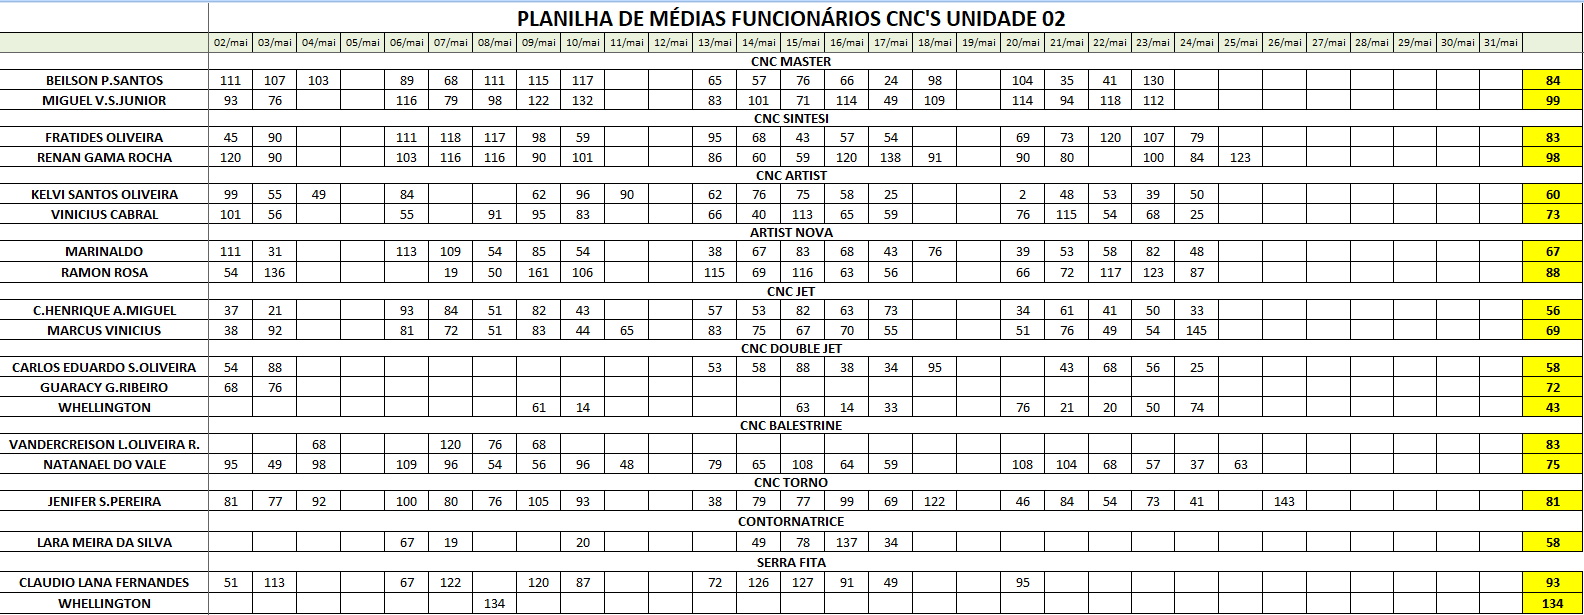 PLANILHA DE MÉDIAS FUNCIONÁRIOS CNC'S UNIDADE 02
02/mai 03/mai 04/mai 05/mai 06/mai 07/mai 08/mai 09/mai 10/mai 11/mai 12/mai 13/mai 14/mai 15/mai 16/mai 17/mai 18/mai 19/mai 20/mai 21/mai 22/mai 23/mai 24/mai 25/mai 26/mai 27/mai 28/mai 29/mai 30/mai 31/mai
CNC MASTER
BEILSON P.SANTOS 111 107 103 89 68 111 115 117 65 57 76 66 24 98 104 35 41 130 84
MIGUEL V.S.JUNIOR 93 76 116 79 98 122 132 83 101 71 114 49 109 114 94 118 112 99
CNC SINTESI
FRATIDES OLIVEIRA 45 90 111 118 117 98 59 95 68 43 57 54 69 73 120 107 79 83
RENAN GAMA ROCHA 120 90 103 116 116 90 101 86 60 59 120 138 91 90 80 100 84 123 98
CNC ARTIST
KELVI SANTOS OLIVEIRA 99 55 49 84 62 96 90 62 76 75 58 25 2 48 53 39 50 60
VINICIUS CABRAL 101 56 55 91 95 83 66 40 113 65 59 76 115 54 68 25 73
ARTIST NOVA
MARINALDO 111 31 113 109 54 85 54 38 67 83 68 43 76 39 53 58 82 48 67
RAMON ROSA 54 136 19 50 161 106 115 69 116 63 56 66 72 117 123 87 88
CNC JET
C.HENRIQUE A.MIGUEL 37 21 93 84 51 82 43 57 53 82 63 73 34 61 41 50 33 56
MARCUS VINICIUS 38 92 81 72 51 83 44 65 83 75 67 70 55 51 76 49 54 145 69
CNC DOUBLE JET
CARLOS EDUARDO S.OLIVEIRA 54 88 53 58 88 38 34 95 43 68 56 25 58
GUARACY G.RIBEIRO 68 76 72
WHELLINGTON 61 14 63 14 33 76 21 20 50 74 43
CNC BALESTRINE
VANDERCREISON L.OLIVEIRA R. 68 120 76 68 83
NATANAEL DO VALE 95 49 98 109 96 54 56 96 48 79 65 108 64 59 108 104 68 57 37 63 75
CNC TORNO
JENIFER S.PEREIRA 81 77 92 100 80 76 105 93 38 79 77 99 69 122 46 84 54 73 41 143 81
CONTORNATRICE
LARA MEIRA DA SILVA 67 19 20 49 78 137 34 58
SERRA FITA
CLAUDIO LANA FERNANDES 51 113 67 122 120 87 72 126 127 91 49 95 93
WHELLINGTON 134 134